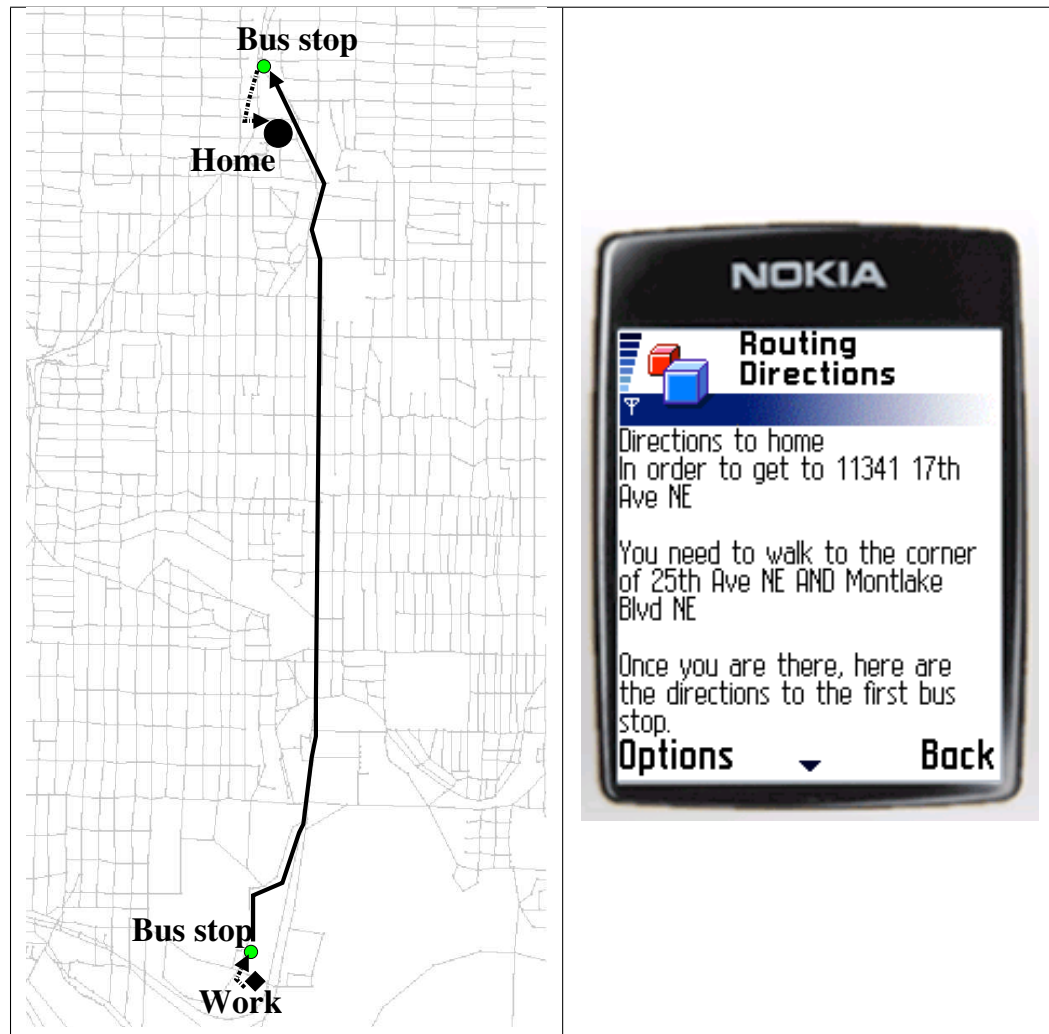 Bus stop
Home
Bus stop
Work
NOKIA
Routing
Directions
Directions to home
In order to get to 11341 17th
Ave NE
You need to walk to the corner
of 25th Ave NE AND Montlake
Blvd NE
Once you are there, here are
the directions to the first bus
stop.
Options
Back